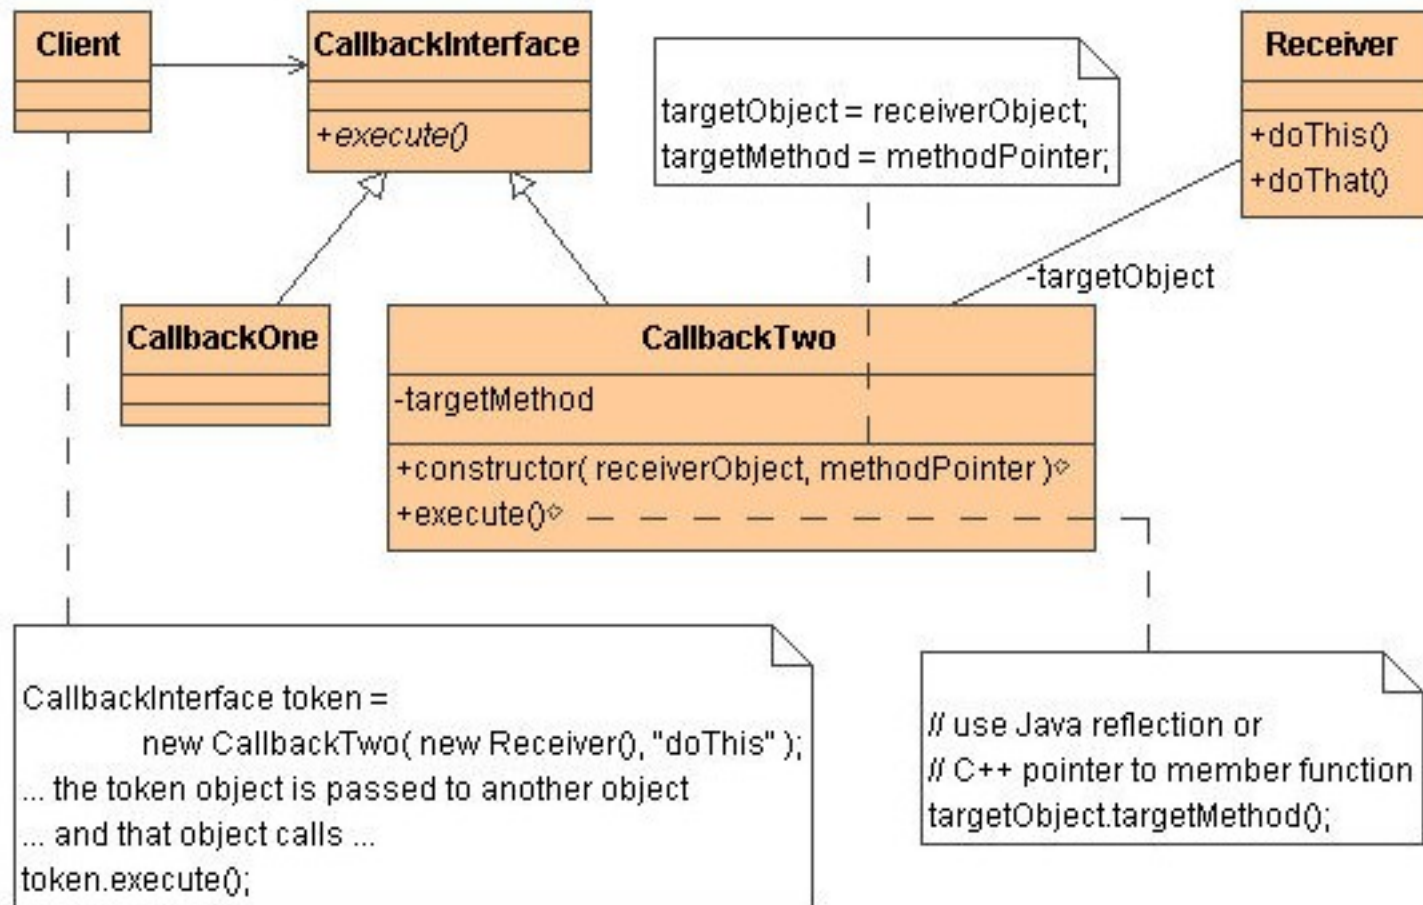 Client
CallbackInterface
+execute()
targetObject = receiverObject;
targetMethod = methodPointer;
Receiver
+doThis()
+doThat()
-targetObject
CallbackOne
CallbackTwo
-targetMethod
+constructor( receiverObject, methodPointer )
+execute()
CallbackInterface token =
new CallbackTwo( new Receiver(), "doThis" );
... the token object is passed to another object
... and that object calls ...
token.execute();
// use Java reflection or
// C++ pointer to member function
targetObject.targetMethod();